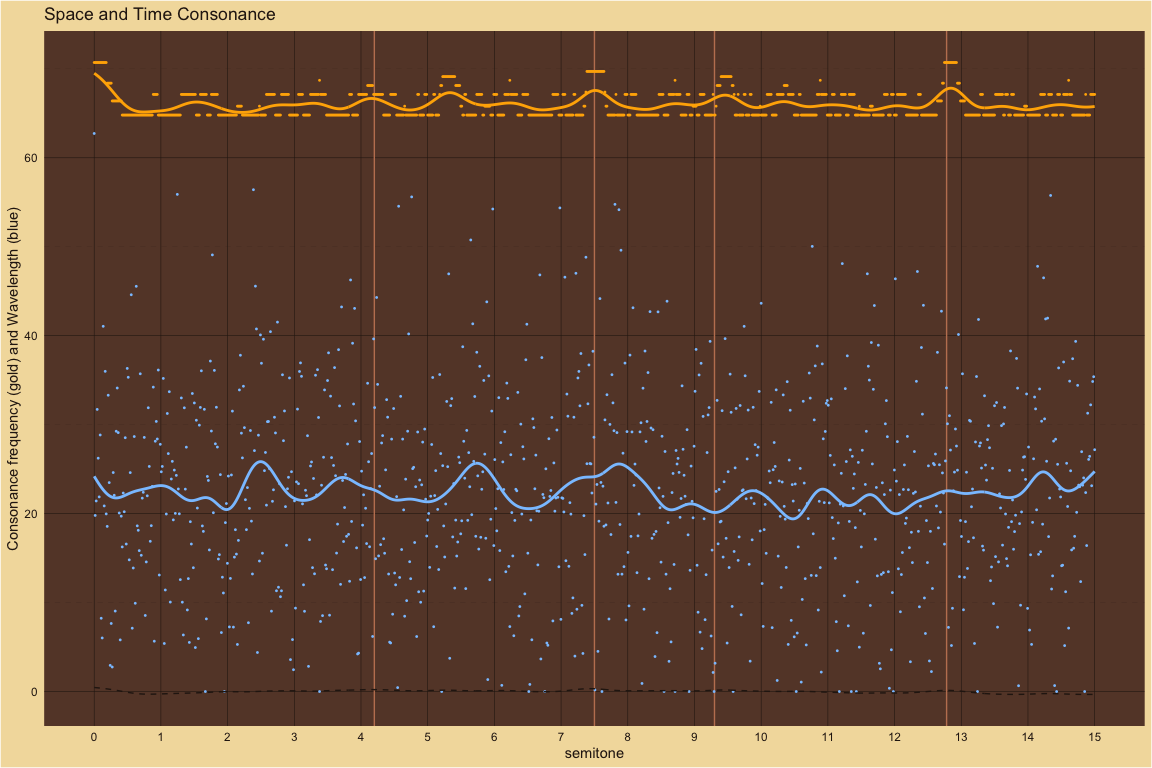 Space and Time Consonance
Consonance frequency (gold) and Wavelength (blue)
60
40
20
0
0 1 2 3 4 5 6 7 8 9 10 11 12 13 14 15
semitone